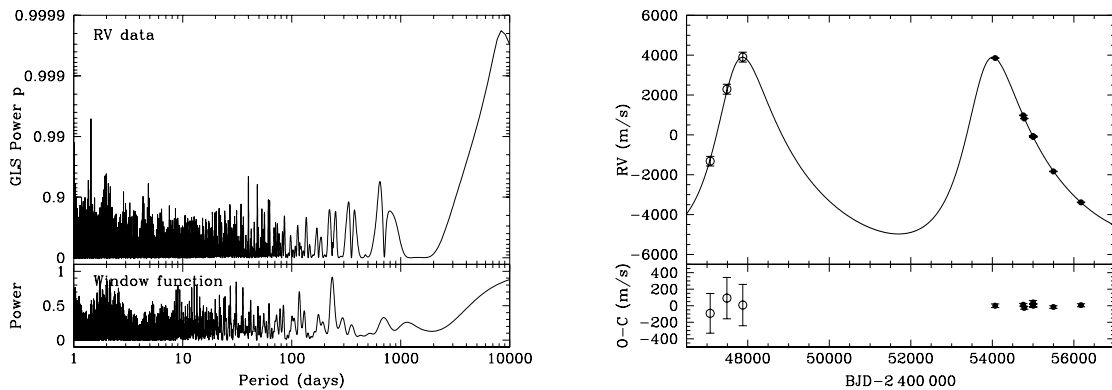 0.9999
RV data
0.999
GLS Power p
0.99
0.9
0
1
Window function
Power
0.5
0
1 10 100 1000 10000
Period (days)
6000
4000
2000
RV (m/s)
0
−2000
−4000
−6000
400
200
O−C (m/s)
0
−200
−400
48000 50000 52000 54000 56000
BJD−2 400 000